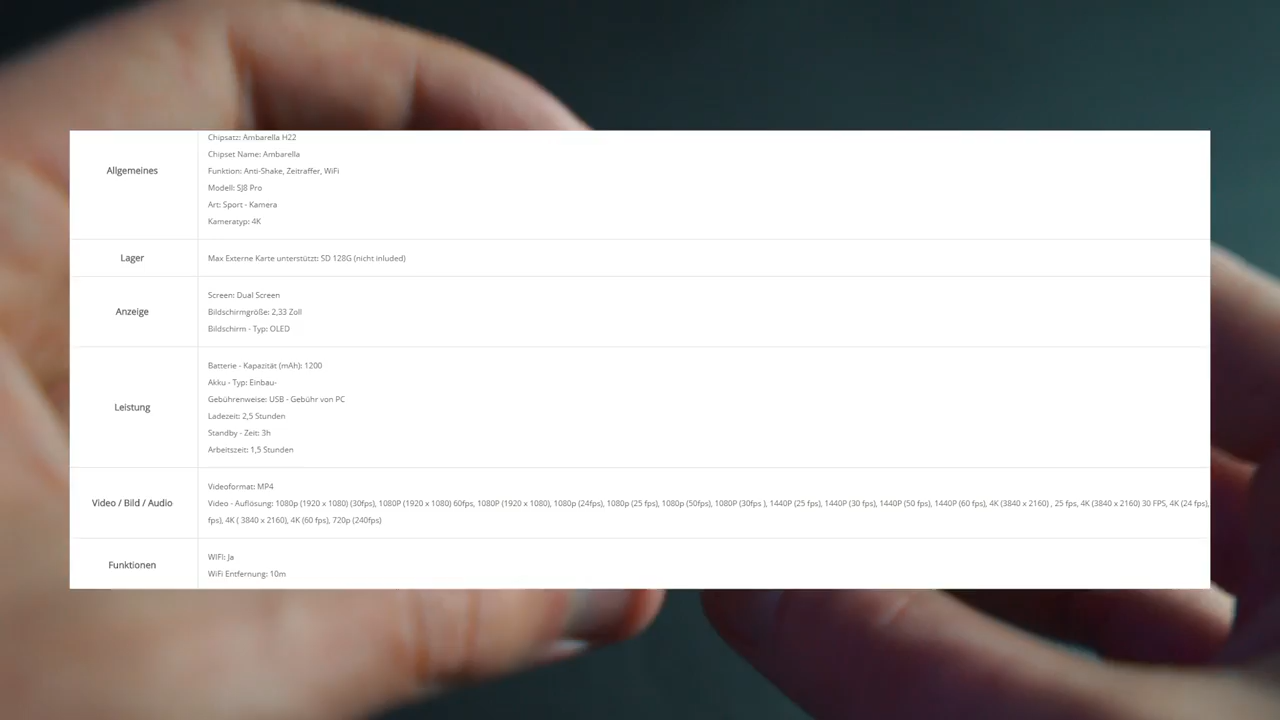 Allgemeines
Chipsatz: Ambarella H22
Chipset Name: Ambarella
Funktion: Anti-Shake, Zeitraffer, WiFi
Modell: SJ8 Pro
Art: Sport - Kamera
Kameratyp: 4K
Lager
Max Externe Karte unterstützt: SD 128G (nicht inluded)
Anzeige
Screen: Dual Screen
Bildschirmgröße: 2,33 Zoll
Bildschirm - Typ: OLED
Leistung
Batterie - Kapazität (mAh): 1200
Akku - Typ: Einbau-
Gebührenweise: USB - Gebühr von PC
Ladezeit: 2,5 Stunden
Standby - Zeit: 3h
Arbeitszeit: 1,5 Stunden
Video / Bild / Audio
Videoformat: MP4
Video - Auflösung: 1080p (1920 x 1080) (30fps), 1080P (1920 x 1080) 60fps, 1080P (1920 x 1080), 1080p (24fps), 1080p (25 fps), 1080p (50fps), 1080P (30fps ), 1440P (25 fps), 1440P (30 fps), 1440P (50 fps), 1440P (60 fps), 4K (3840 x 2160) , 25 fps, 4K (3840 x 2160) 30 FPS, 4K (24 fps),
fps), 4K ( 3840 x 2160), 4K (60 fps), 720p (240fps)
Funktionen
WIFI: Ja
WiFi Entfernung: 10m